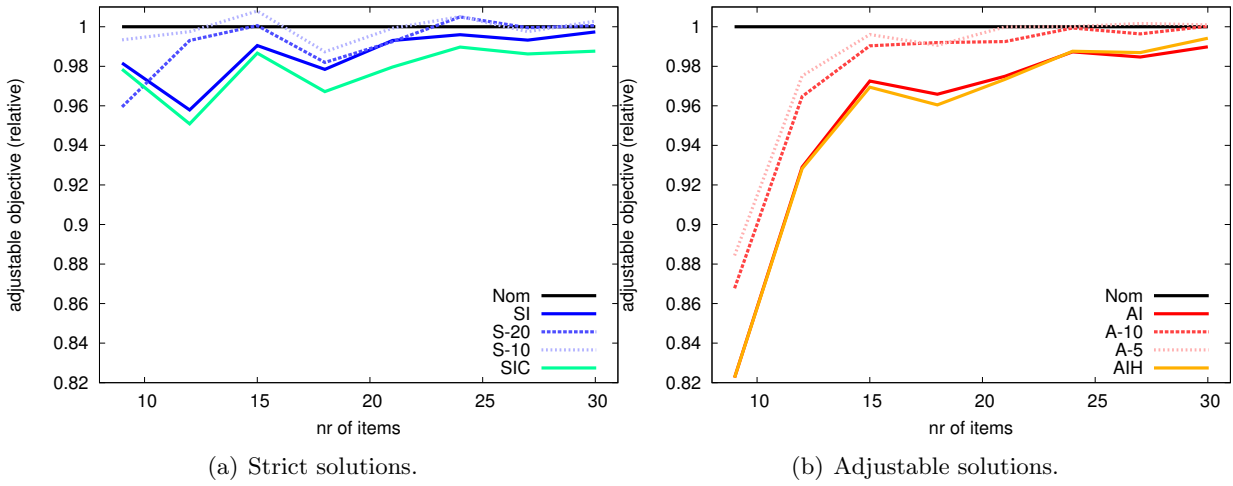 adjustable objective (relative)
1
0.98
0.96
0.94
0.92
0.9
0.88
0.86
0.84
0.82
Nom
SI
S-20
S-10
SIC
10
15
20
25
30
nr of items
(a) Strict solutions.
adjustable objective (relative)
1
0.98
0.96
0.94
0.92
0.9
0.88
0.86
0.84
0.82
Nom
AI
A-10
A-5
AIH
10
15
20
25
30
nr of items
(b) Adjustable solutions.